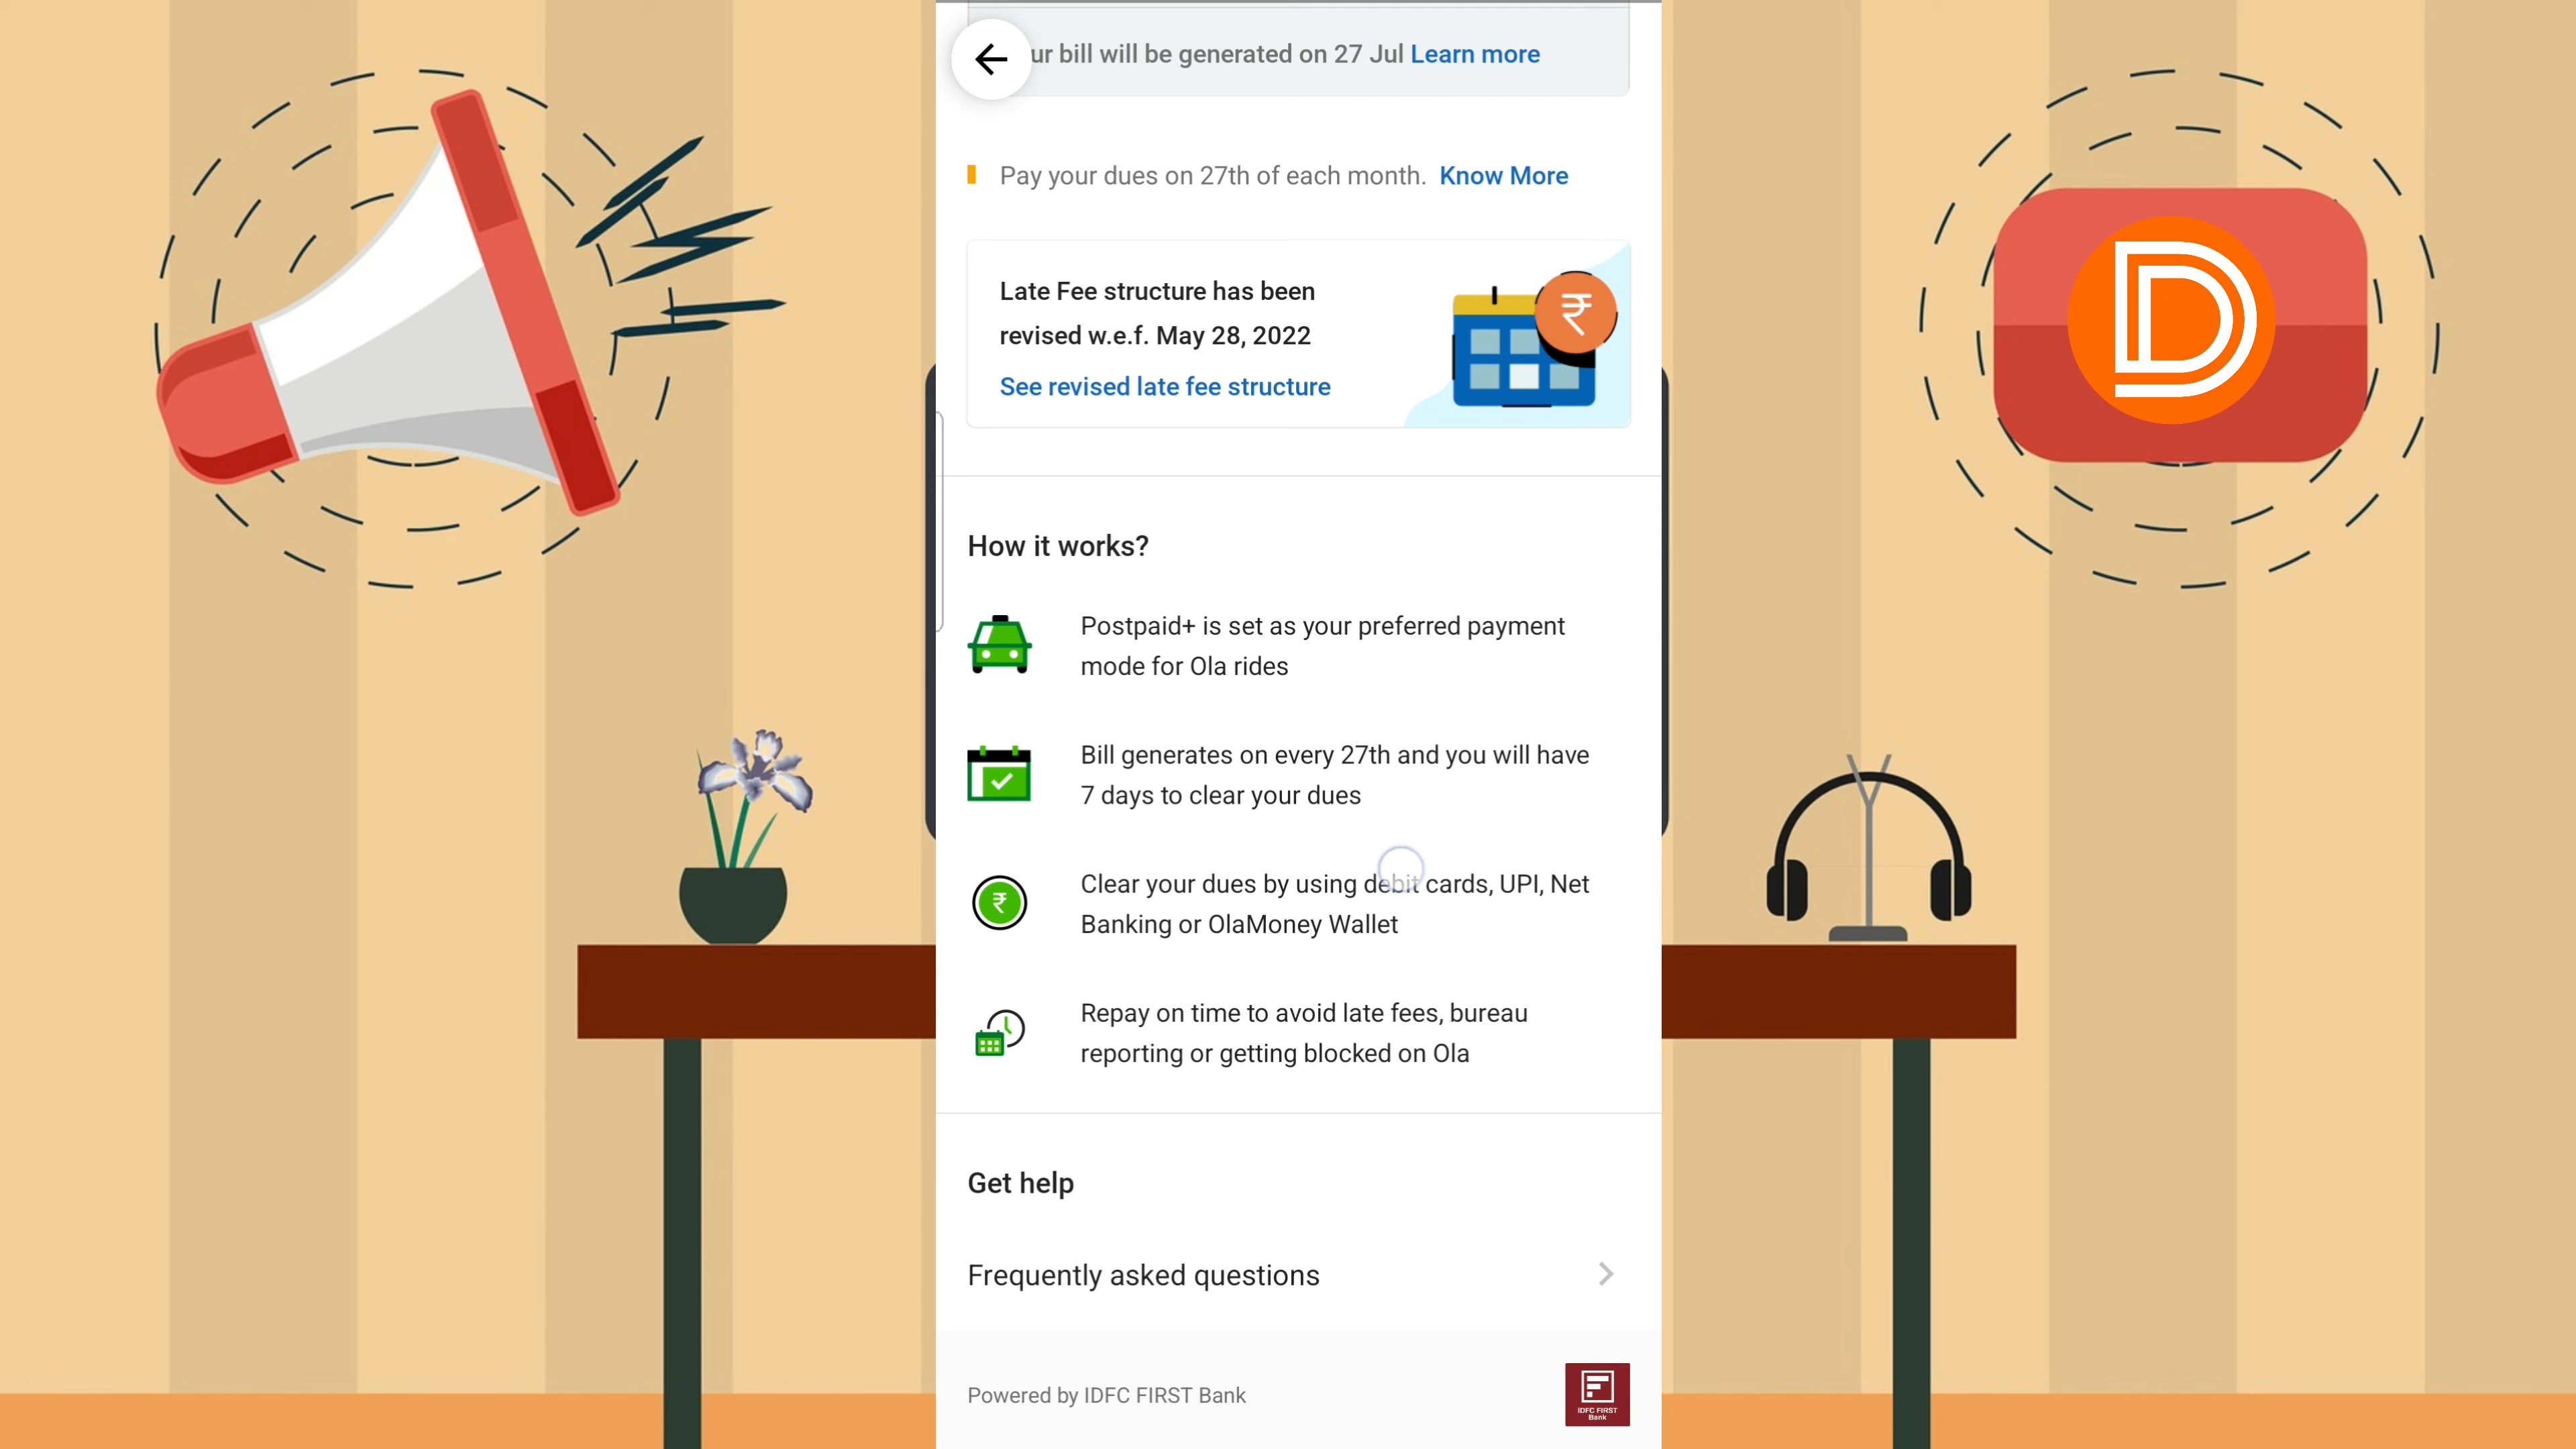 ur bill will be generated on 27 Jul Learn more
Pay your dues on 27th of each month. Know More
Late Fee structure has been
revised w.e.f. May 28, 2022
See revised late fee structure
₹
How it works?
Postpaid+ is set as your preferred payment
mode for Ola rides
Bill generates on every 27th and you will have
7 days to clear your dues
₹
Clear your dues by using debit cards, UPI, Net
Banking or OlaMoney Wallet
Repay on time to avoid late fees, bureau
reporting or getting blocked on Ola
Get help
Frequently asked questions
Powered by IDFC FIRST Bank
IDFC FIRST
Bank
D